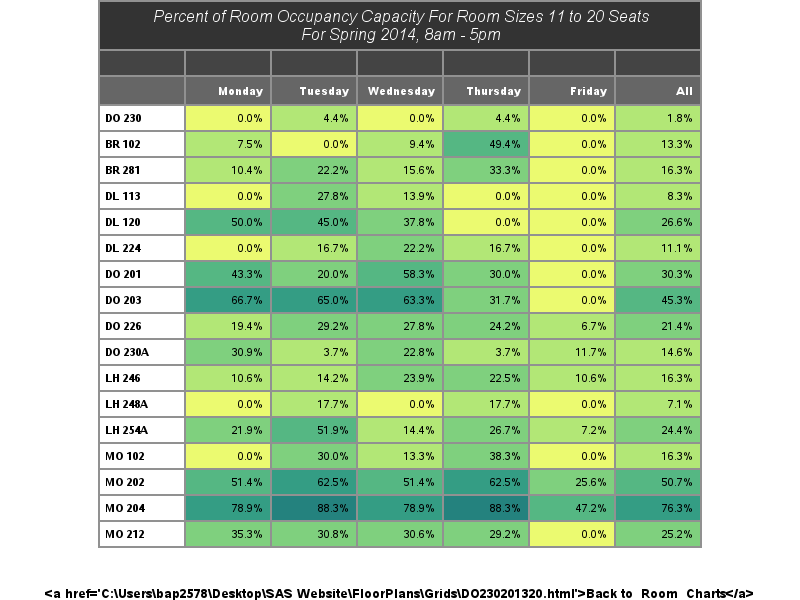 Percent of Room Occupancy Capacity For Room Sizes 11 to 20 Seats
For Spring 2014, 8am - 5pm
Monday Tuesday Wednesday Thursday Friday All
DO 230 0.0% 4.4% 0.0% 4.4% 0.0% 1.8%
BR 102 7.5% 0.0% 9.4% 49.4% 0.0% 13.3%
BR 281 10.4% 22.2% 15.6% 33.3% 0.0% 16.3%
DL 113 0.0% 27.8% 13.9% 0.0% 0.0% 8.3%
DL 120 50.0% 45.0% 37.8% 0.0% 0.0% 26.6%
DL 224 0.0% 16.7% 22.2% 16.7% 0.0% 11.1%
DO 201 43.3% 20.0% 58.3% 30.0% 0.0% 30.3%
DO 203 66.7% 65.0% 63.3% 31.7% 0.0% 45.3%
DO 226 19.4% 29.2% 27.8% 24.2% 6.7% 21.4%
DO 230A 30.9% 3.7% 22.8% 3.7% 11.7% 14.6%
LH 246 10.6% 14.2% 23.9% 22.5% 10.6% 16.3%
LH 248A 0.0% 17.7% 0.0% 17.7% 0.0% 7.1%
LH 254A 21.9% 51.9% 14.4% 26.7% 7.2% 24.4%
MO 102 0.0% 30.0% 13.3% 38.3% 0.0% 16.3%
MO 202 51.4% 62.5% 51.4% 62.5% 25.6% 50.7%
MO 204 78.9% 88.3% 78.9% 88.3% 47.2% 76.3%
MO 212 35.3% 30.8% 30.6% 29.2% 0.0% 25.2%
<a href='C:\Users\bap2578\Desktop\SAS Website\FloorPlans\Grids\DO230201320.html'>Back to Room Charts</a>